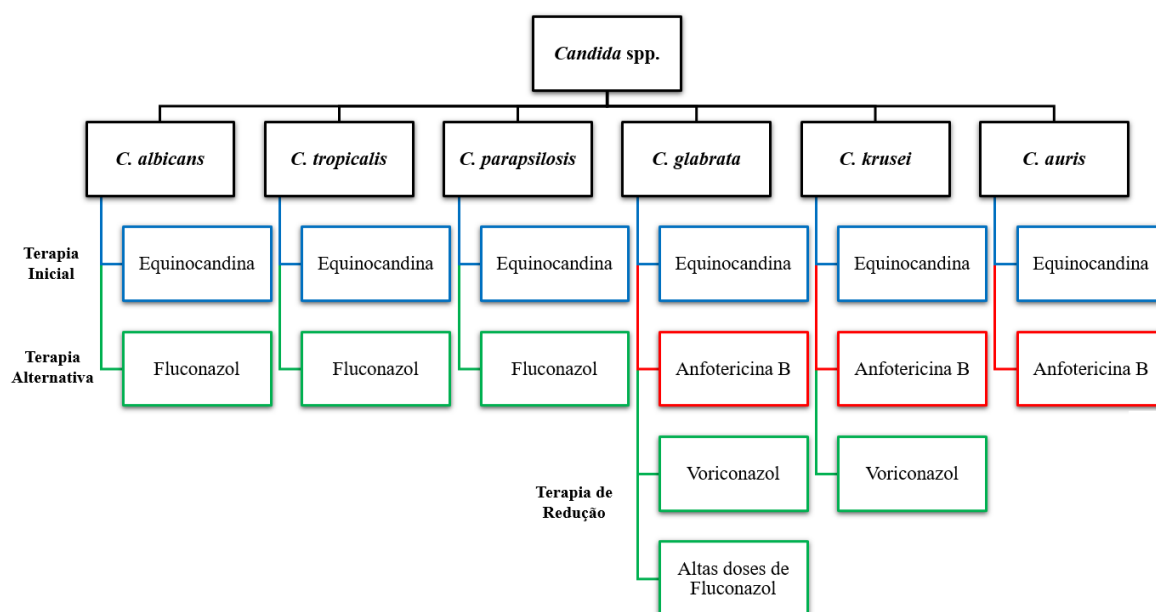 Candida spp.
C. albicans
C. tropicalis
C. parapsilosis
C. glabrata
C. krusei
C. auris
Terapia
Inicial
Equinocandina
Equinocandina
Equinocandina
Equinocandina
Equinocandina
Equinocandina
Terapia
Alternativa
Fluconazol
Fluconazol
Fluconazol
Anfotericina B
Anfotericina B
Anfotericina B
Terapia de
Redução
Voriconazol
Voriconazol
Altas doses de
Fluconazol